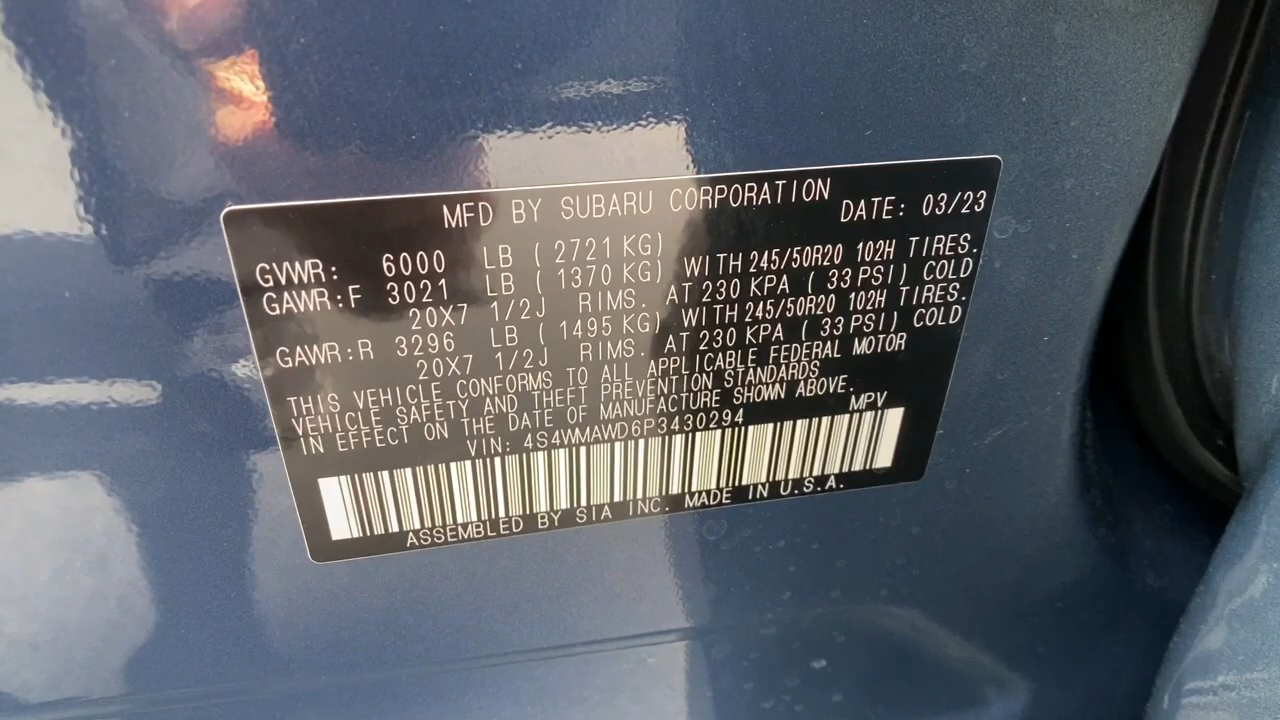 MFD BY SUBARU CORPORATION DATE: 03/23
GVWR: 6000 LB ( 2721 KG)
GAWR:F 3021 LB ( 1370 KG) WITH 245/50R20 102H TIRES.
20X7 1/2J RIMS. AT 230 KPA ( 33 PSI) COLD
GAWR:R 3296 LB ( 1495 KG) WITH 245/50R20 102H TIRES.
20X7 1/2J RIMS. AT 230 KPA ( 33 PSI) COLD
THIS VEHICLE CONFORMS TO ALL APPLICABLE FEDERAL MOTOR
VEHICLE SAFETY AND THEFT PREVENTION STANDARDS
IN EFFECT ON THE DATE OF MANUFACTURE SHOWN ABOVE.
VIN: 4S4WMAWD6P3430294 MPV
ASSEMBLED BY SIA INC. MADE IN U.S.A.